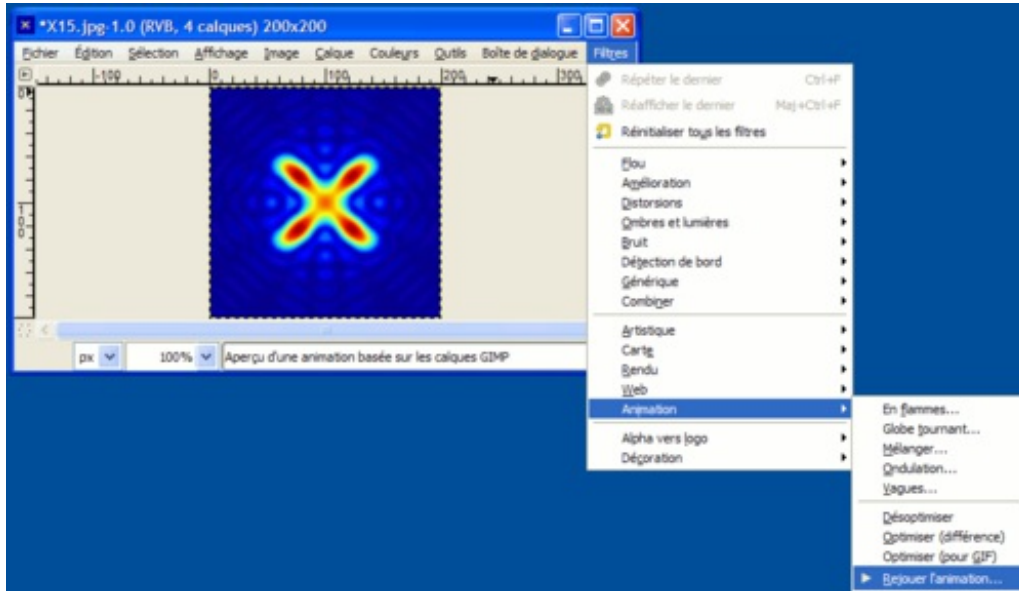 *X15.jpg-1.0 (RVB, 4 calques) 200x200
Fichier Édition Sélection Affichage Image Calque Couleurs Outils Boîte de dialogue Filtres
-100 0 100 200 300
0
100
px 100% Aperçu d'une animation basée sur les calques GIMP
Répéter le dernier Ctrl+F
Réafficher le dernier Maj+Ctrl+F
Réinitialiser tous les filtres
Flou
Amélioration
Distorsions
Ombres et lumières
Bruit
Détection de bord
Générique
Combiner
Artistique
Carte
Rendu
Web
Animation
Alpha vers logo
Décoration
En flammes...
Globe tournant...
Mélanger...
Ondulation...
Vagues...
Désoptimiser
Optimiser (différence)
Optimiser (pour GIF)
Rejouer l'animation...